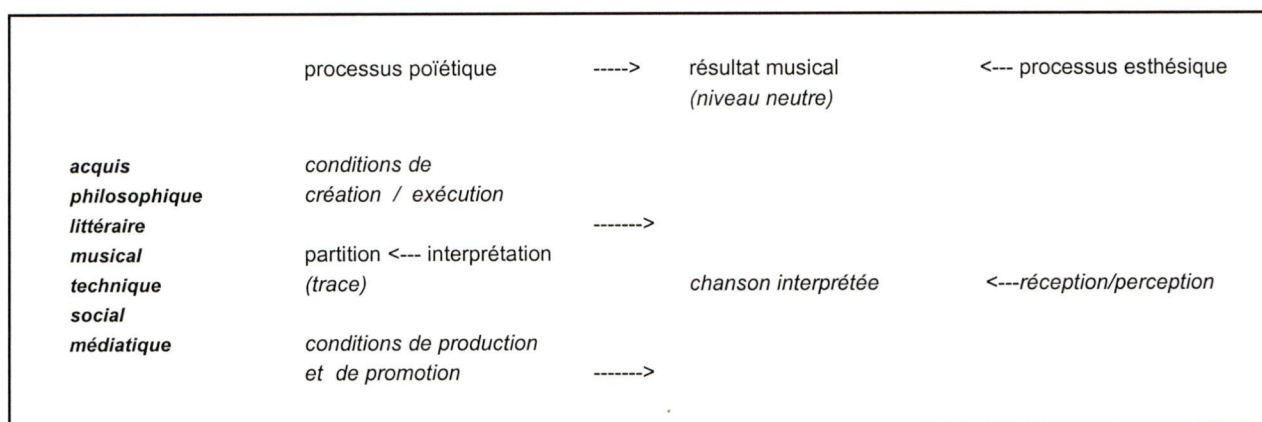 processus poïétique -----> résultat musical <--- processus esthésique
(niveau neutre)
acquis conditions de
philosophique création / exécution
littéraire ------->
musical partition <--- interprétation
technique (trace) chanson interprétée <---réception/perception
social
médiatique conditions de production
et de promotion ------->